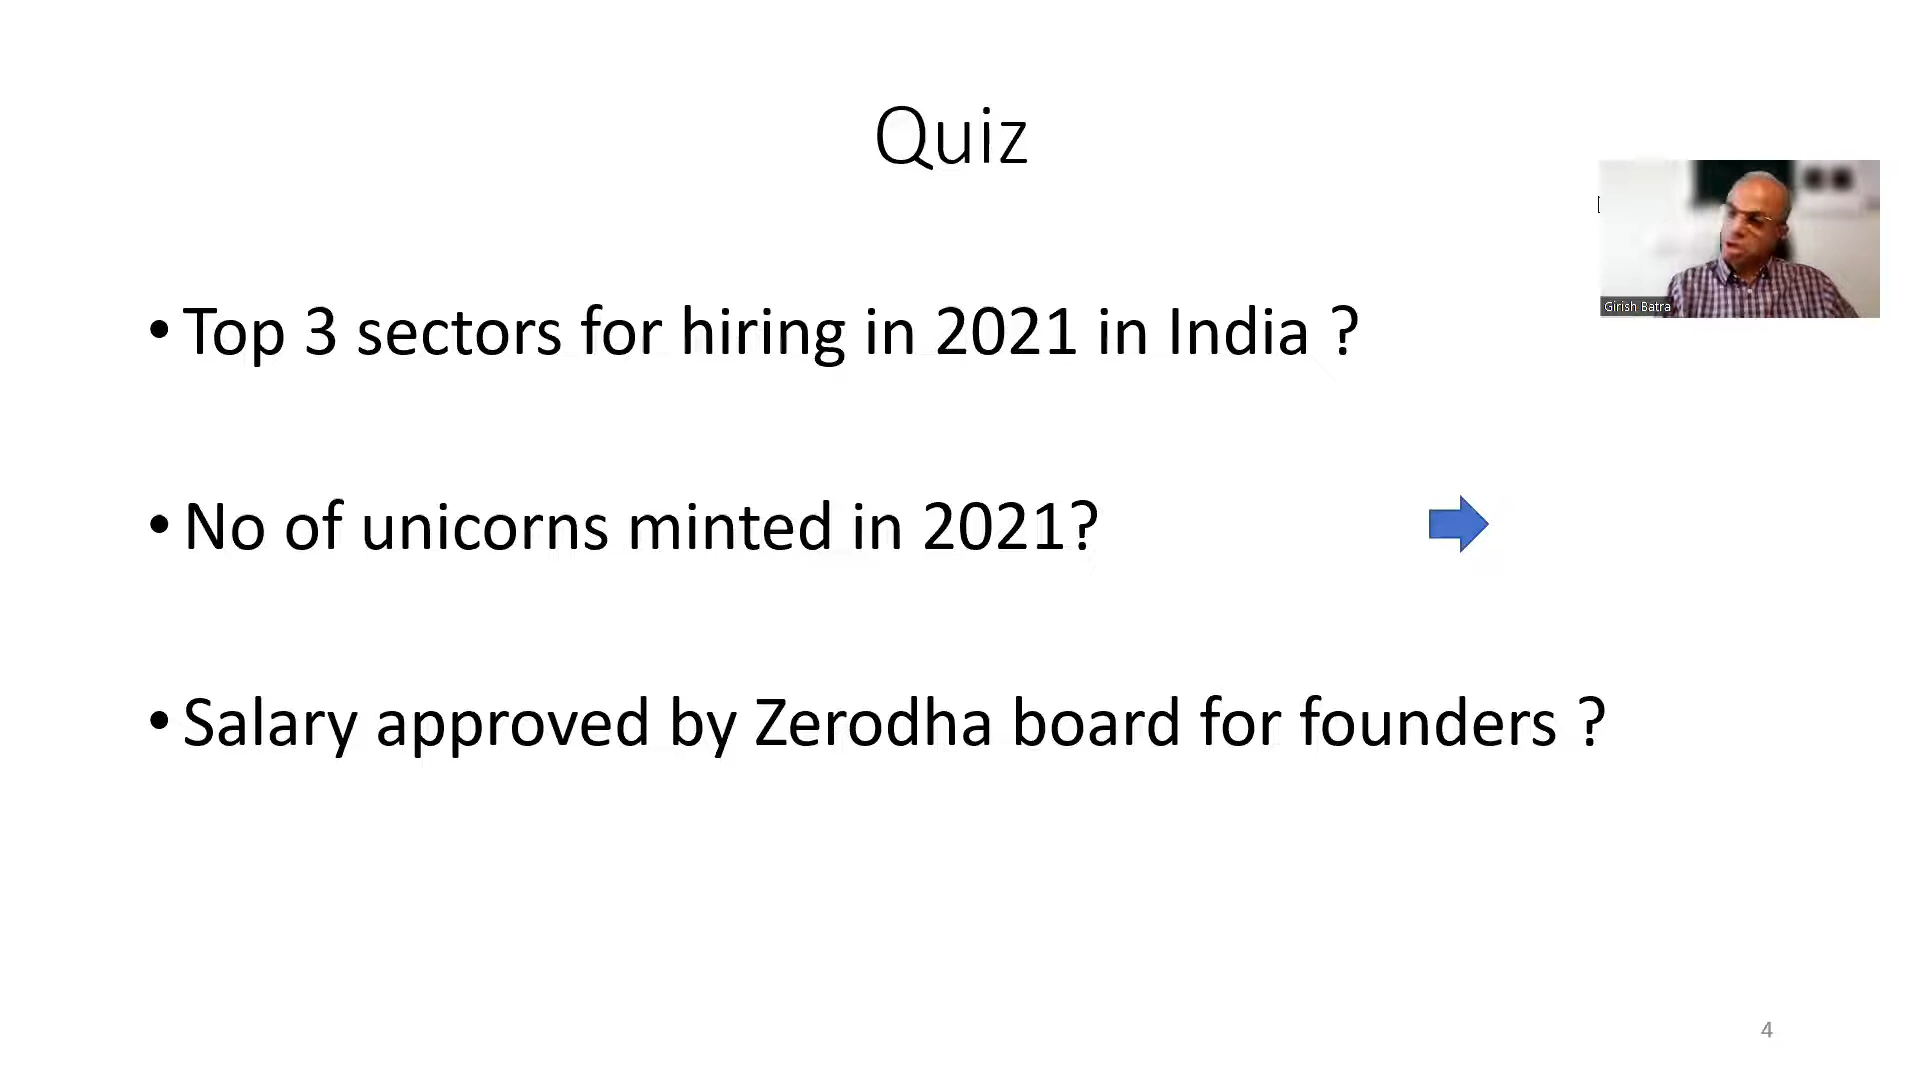 Quiz
Girish Batra
• Top 3 sectors for hiring in 2021 in India ?
• No of unicorns minted in 2021?
• Salary approved by Zerodha board for founders ?
4